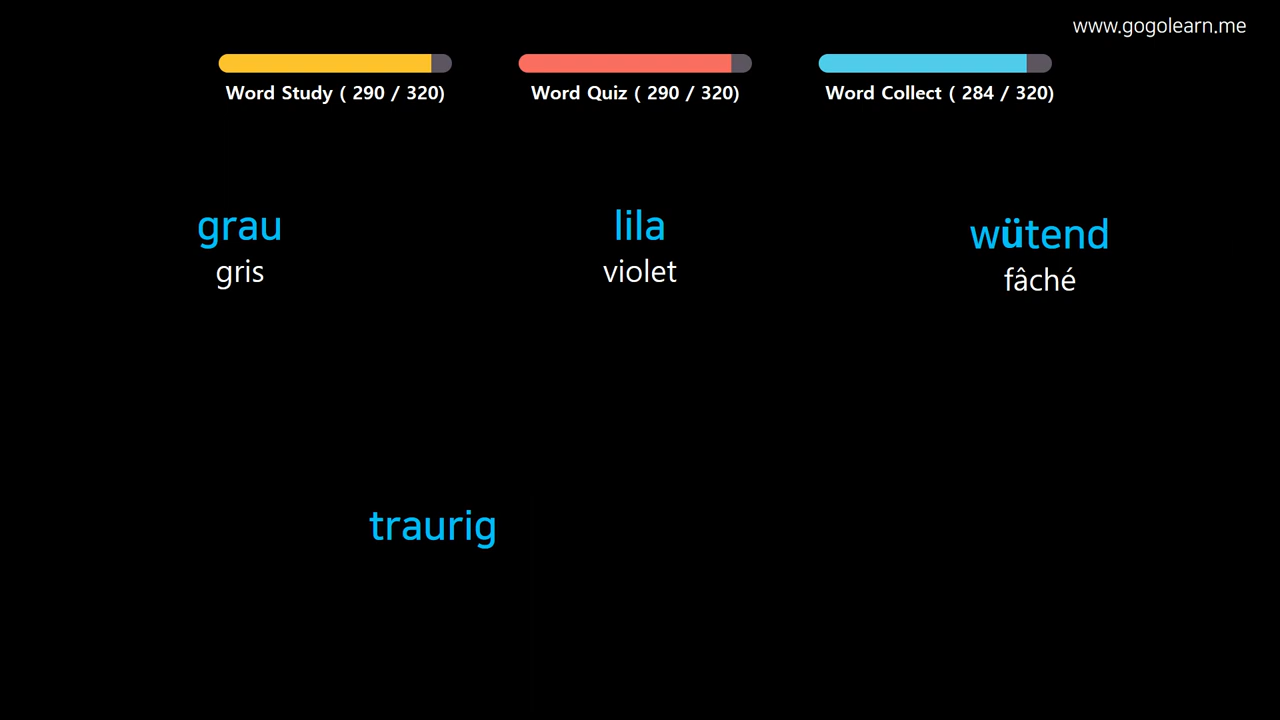 www.gogolearn.me
Word Study ( 290 / 320)
Word Quiz ( 290 / 320)
Word Collect ( 284 / 320)
grau
gris
lila
violet
wütend
fâché
traurig